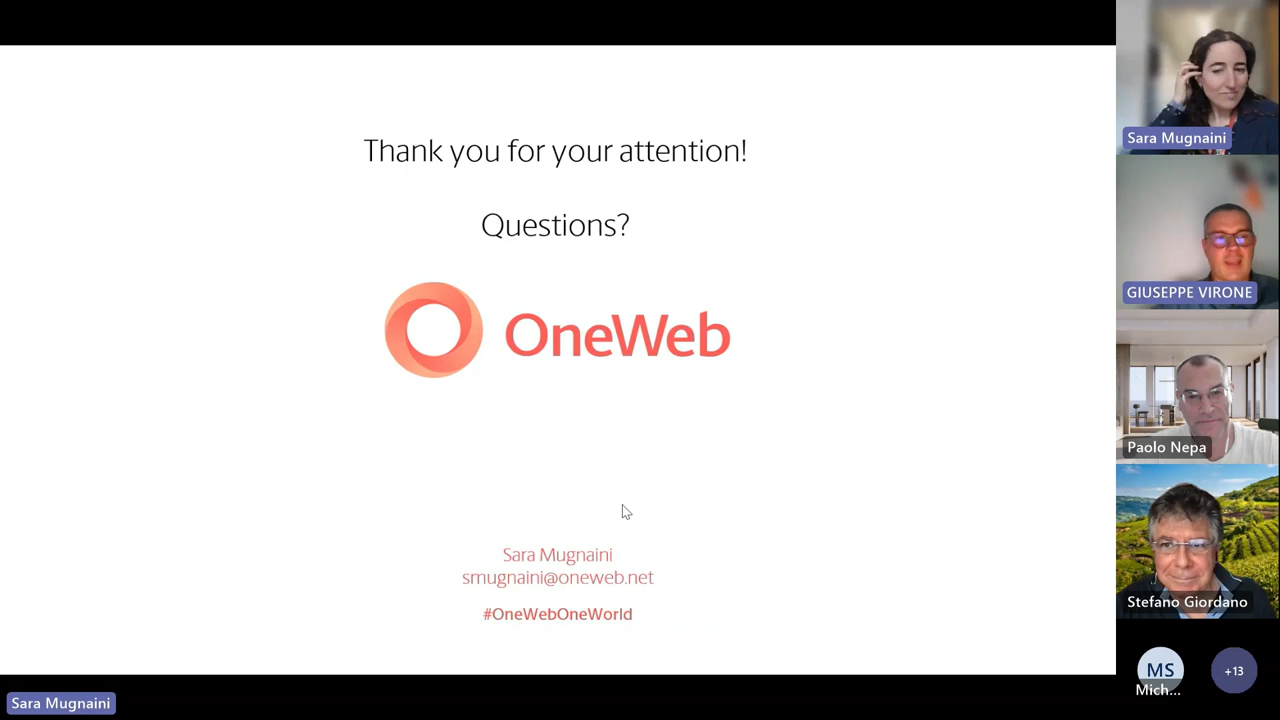 Thank you for your attention!
Questions?
OneWeb
Sara Mugnaini
smugnaini@oneweb.net
#OneWebOneWorld
Sara Mugnaini
Sara Mugnaini
GIUSEPPE VIRONE
Paolo Nepa
Stefano Giordano
MS
Mich...
+13